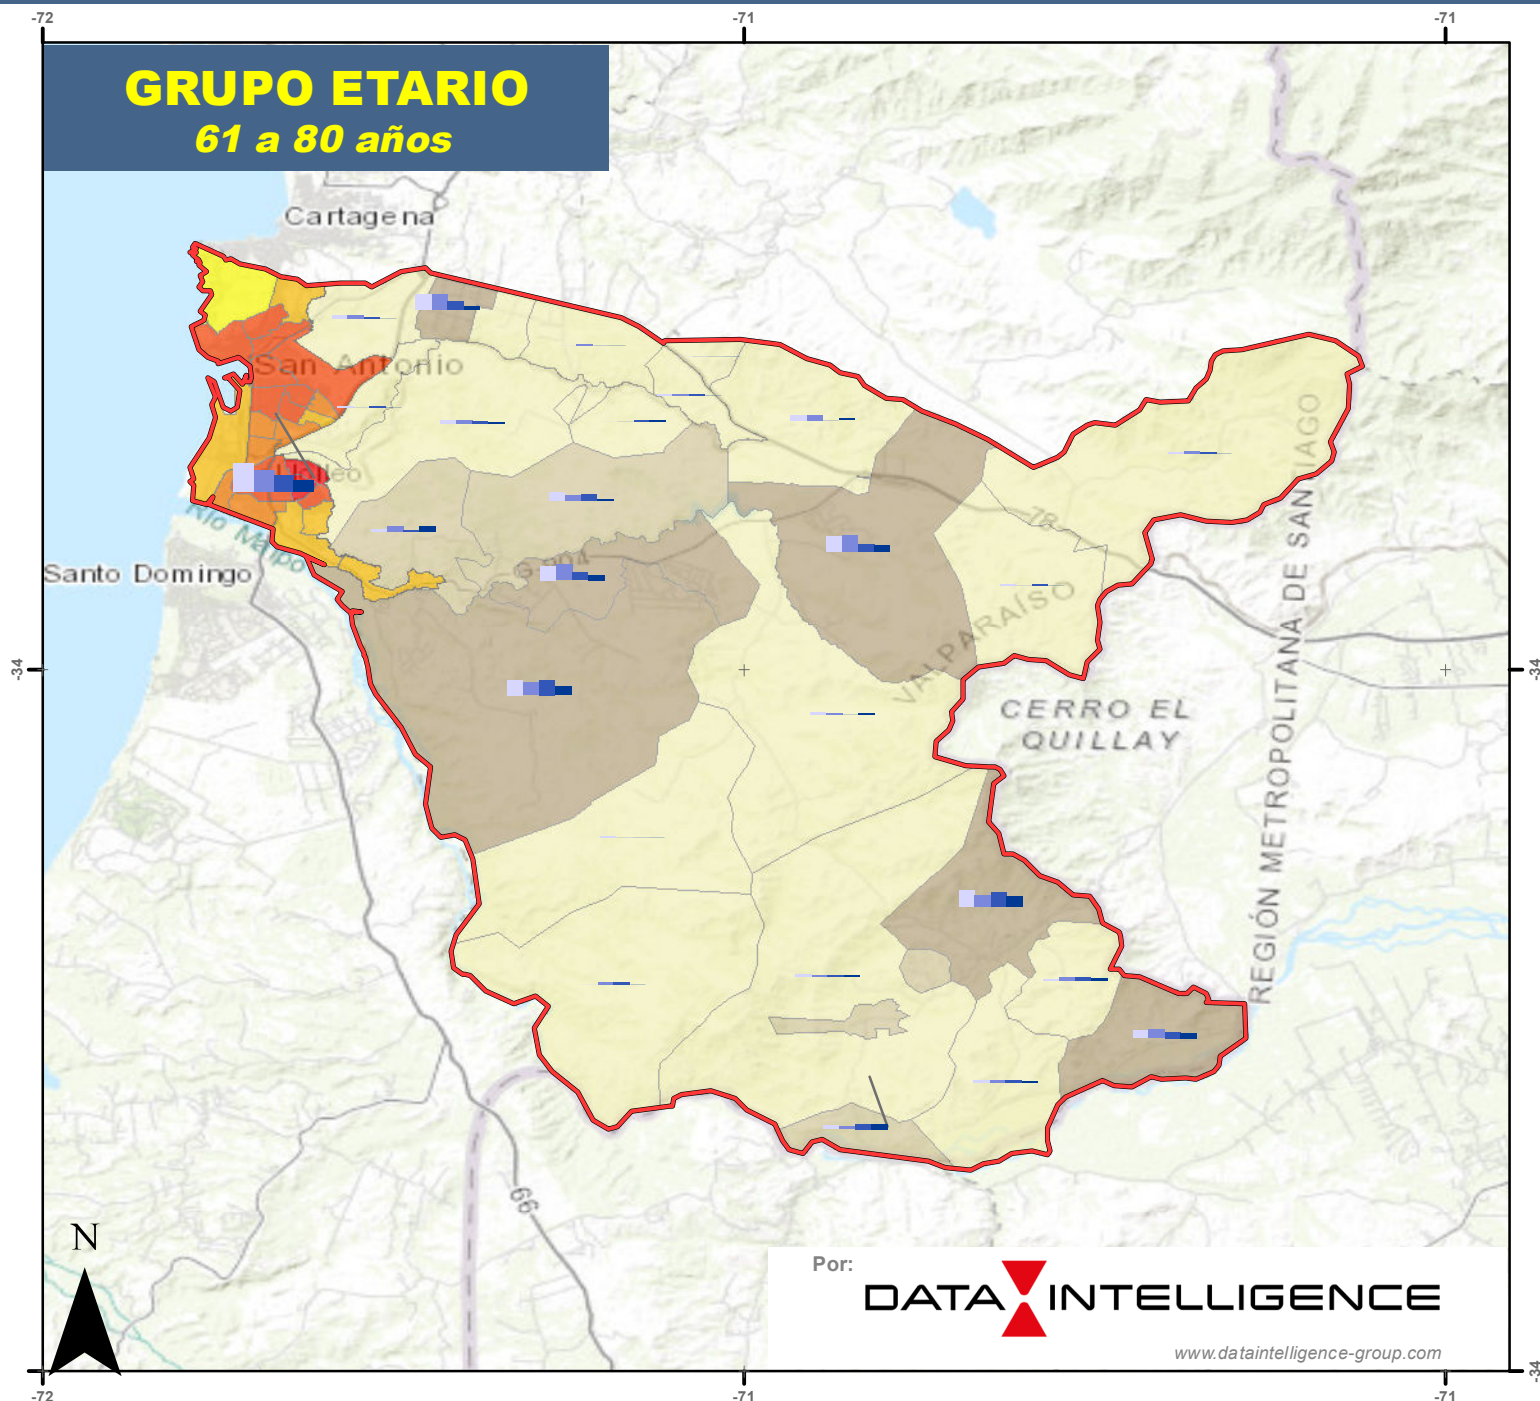 -72
-71
-71
GRUPO ETARIO
61 a 80 años
Cartagena
San Antonio
Llolleo
Río Maipo
Santo Domingo
G-904
78
VALPARAÍSO
REGIÓN METROPOLITANA DE SANTIAGO
-34
-34
CERRO EL
QUILLAY
66
N
Por:
DATA INTELLIGENCE
www.dataintelligence-group.com
-34
-72
-71
-71